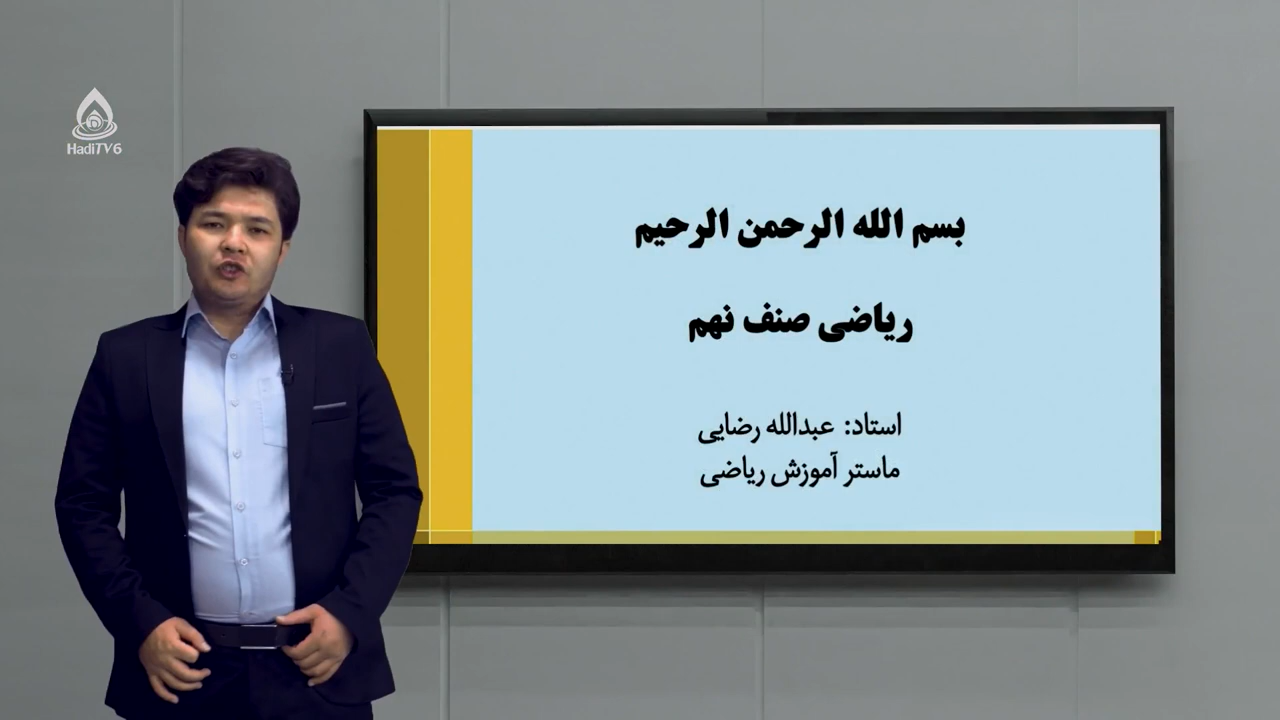 HadiTV6
بسم الله الرحمن الرحیم
ریاضی صنف نهم
استاد: عبدالله رضایی
ماستر آموزش ریاضی